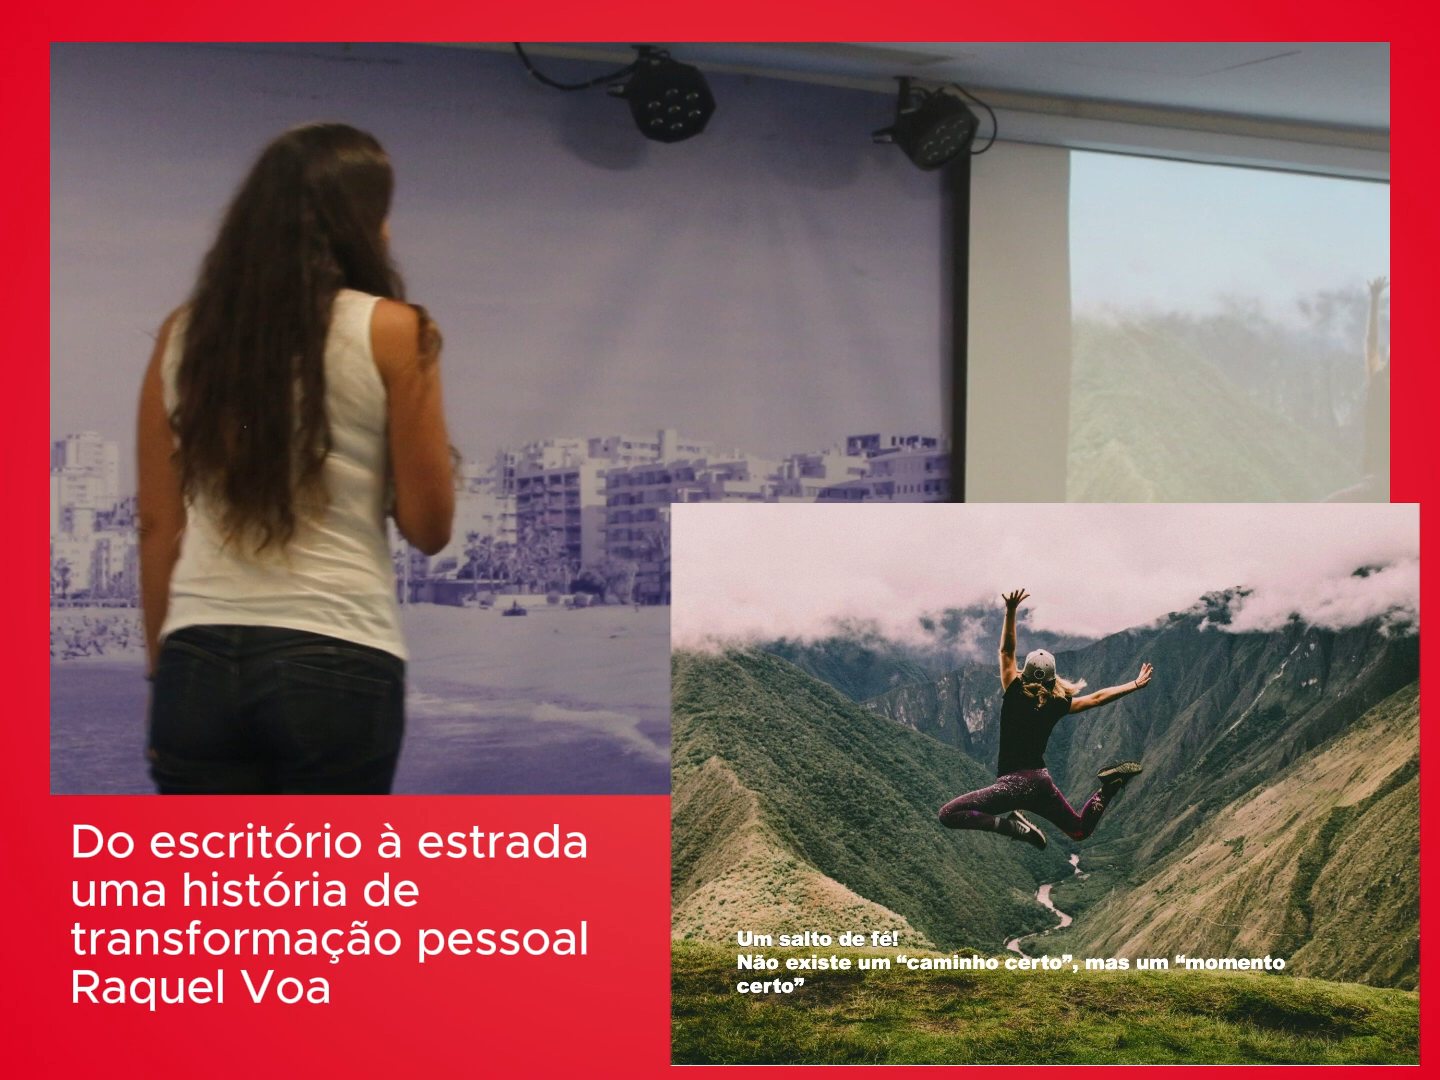 Do escritório à estrada
uma história de
transformação pessoal
Raquel Voa
Um salto de fé!
Não existe um “caminho certo”, mas um “momento
certo”